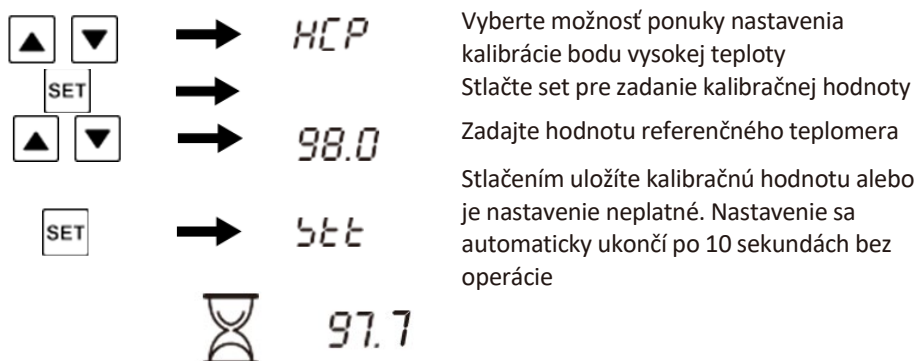 HCP
Vyberte možnosť ponuky nastavenia
kalibrácie bodu vysokej teploty
SET
Stlačte set pre zadanie kalibračnej hodnoty
98.0
Zadajte hodnotu referenčného teplomera
Stlačením uložíte kalibračnú hodnotu alebo
je nastavenie neplatné. Nastavenie sa
automaticky ukončí po 10 sekundách bez
operácie
SET
Stt
97.7